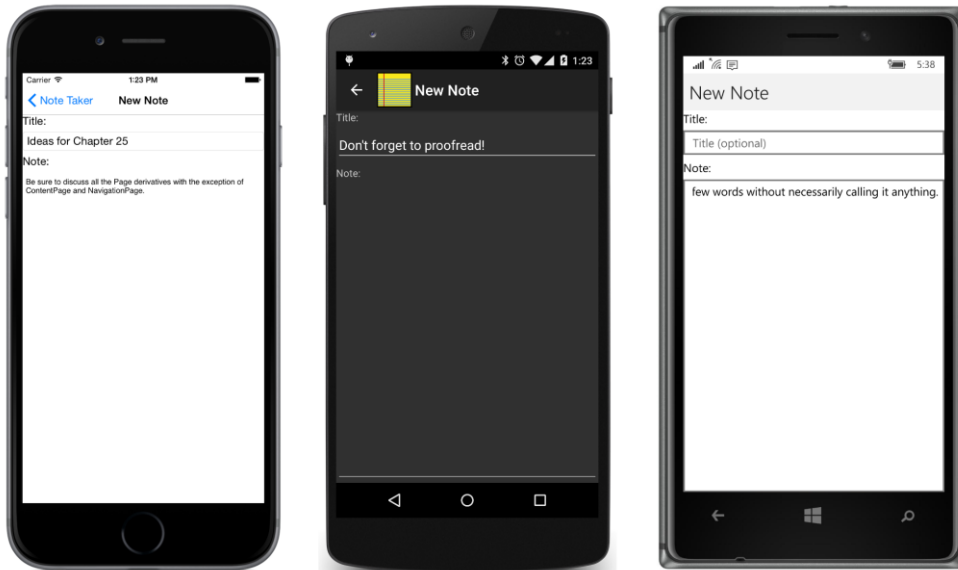 Carrier
1:23 PM
Note Taker
New Note
Title:
Ideas for Chapter 25
Note:
Be sure to discuss all the Page derivatives with the exception of
ContentPage and NavigationPage.
1:23
New Note
Title:
Don't forget to proofread!
Note:
5:38
New Note
Title:
Title (optional)
Note:
few words without necessarily calling it anything.